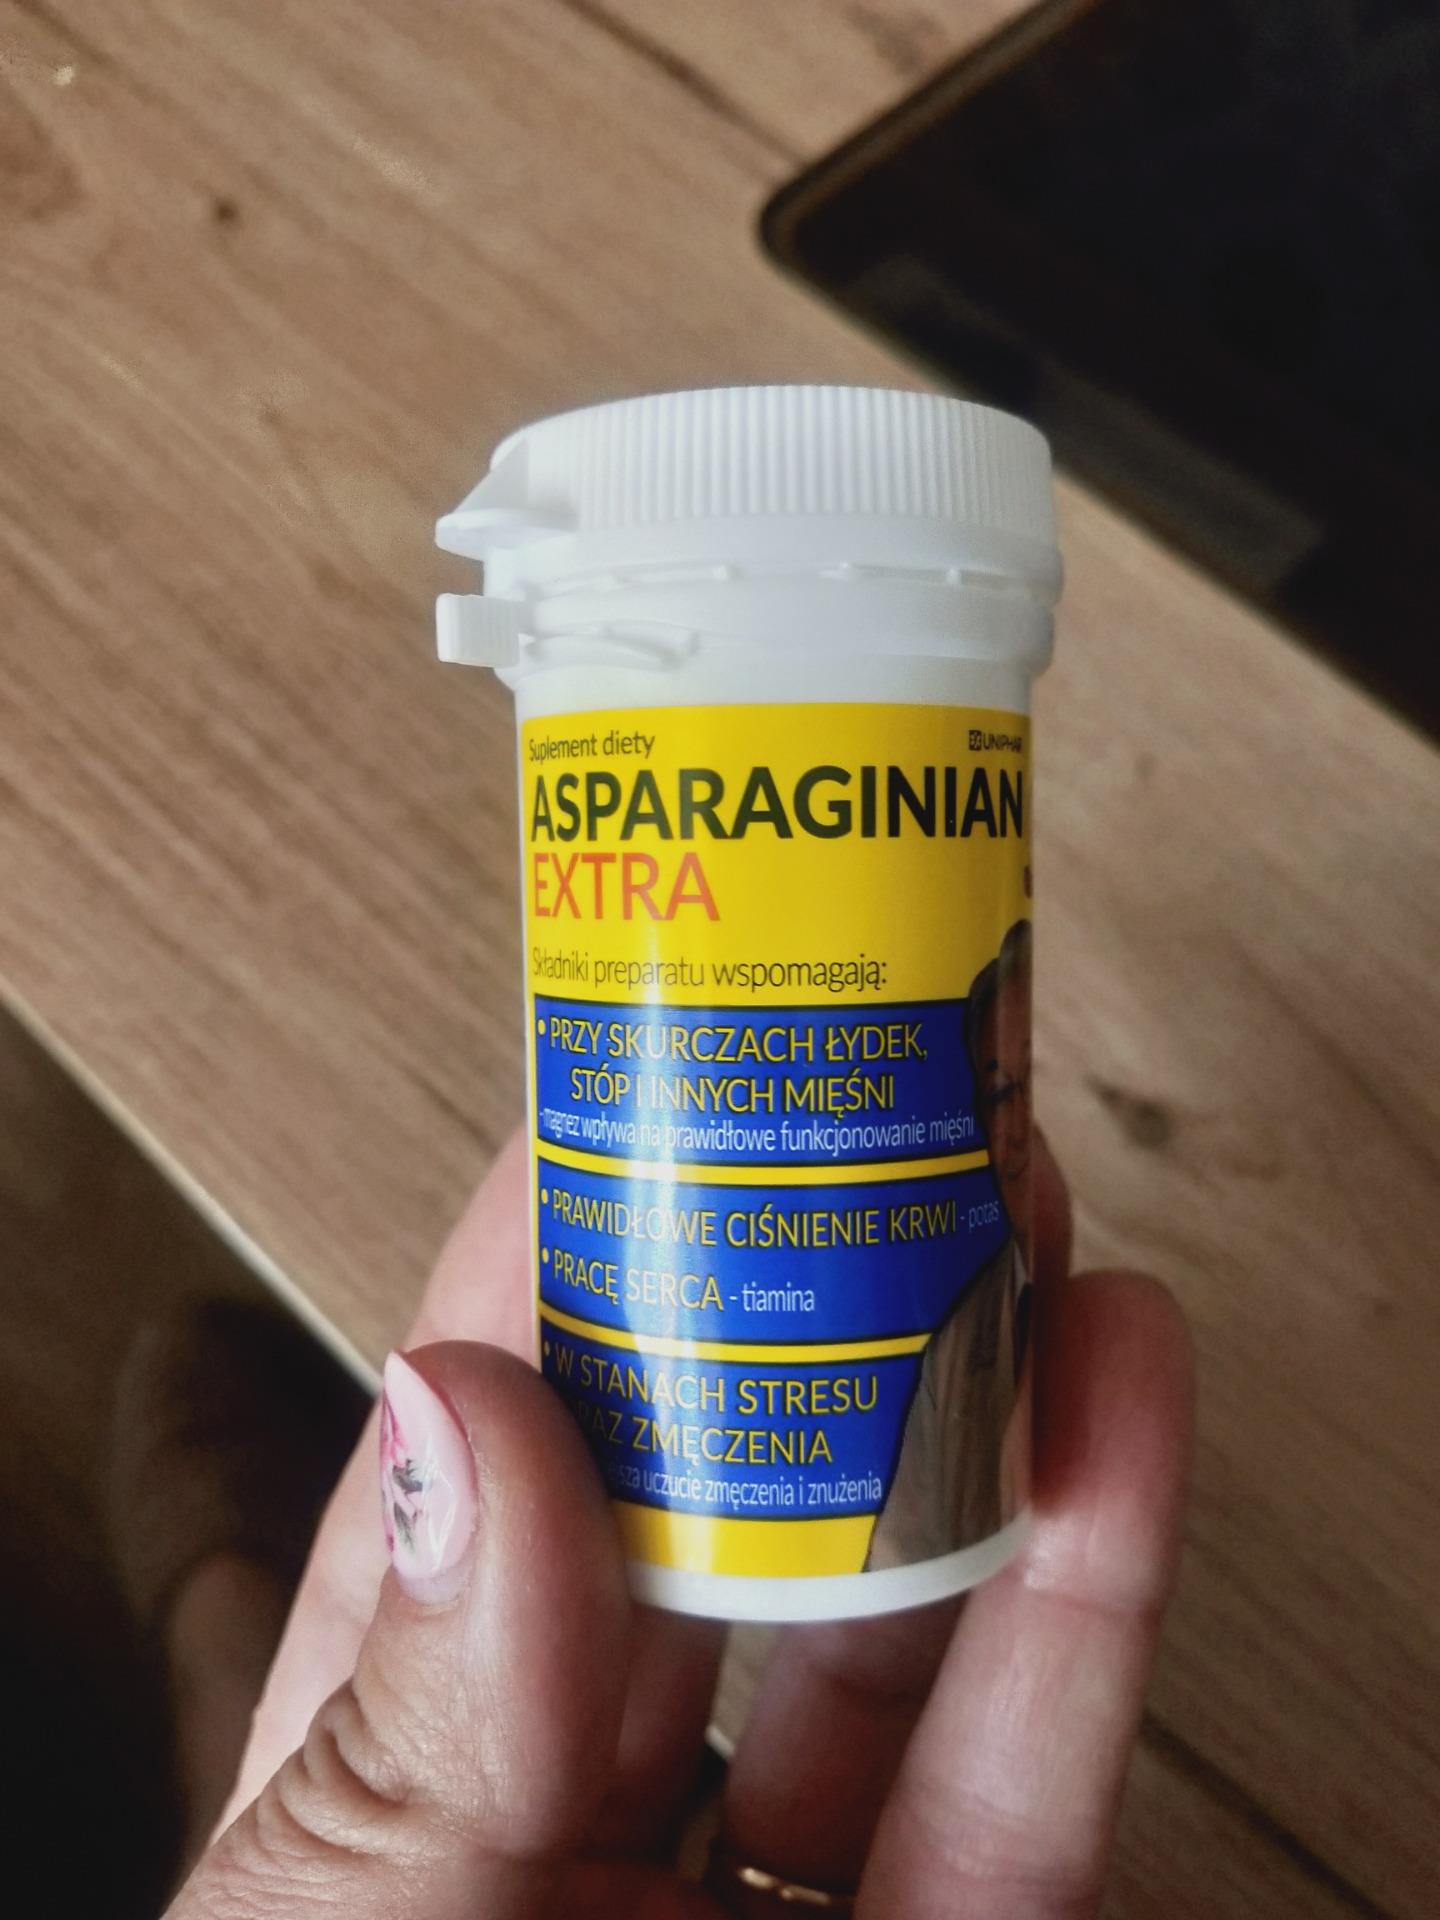 Suplement diety
UNIPHAR
ASPARAGINIAN
EXTRA
Składniki preparatu wspomagają:
• PRZY SKURCZACH ŁYDEK,
STÓP I INNYCH MIĘŚNI
- magnez wpływa na prawidłowe funkcjonowanie mięśni
• PRAWIDŁOWE CIŚNIENIE KRWI - potas
• PRACĘ SERCA - tiamina
• W STANACH STRESU
ZMĘCZENIA
uczucie zmęczenia i znużenia